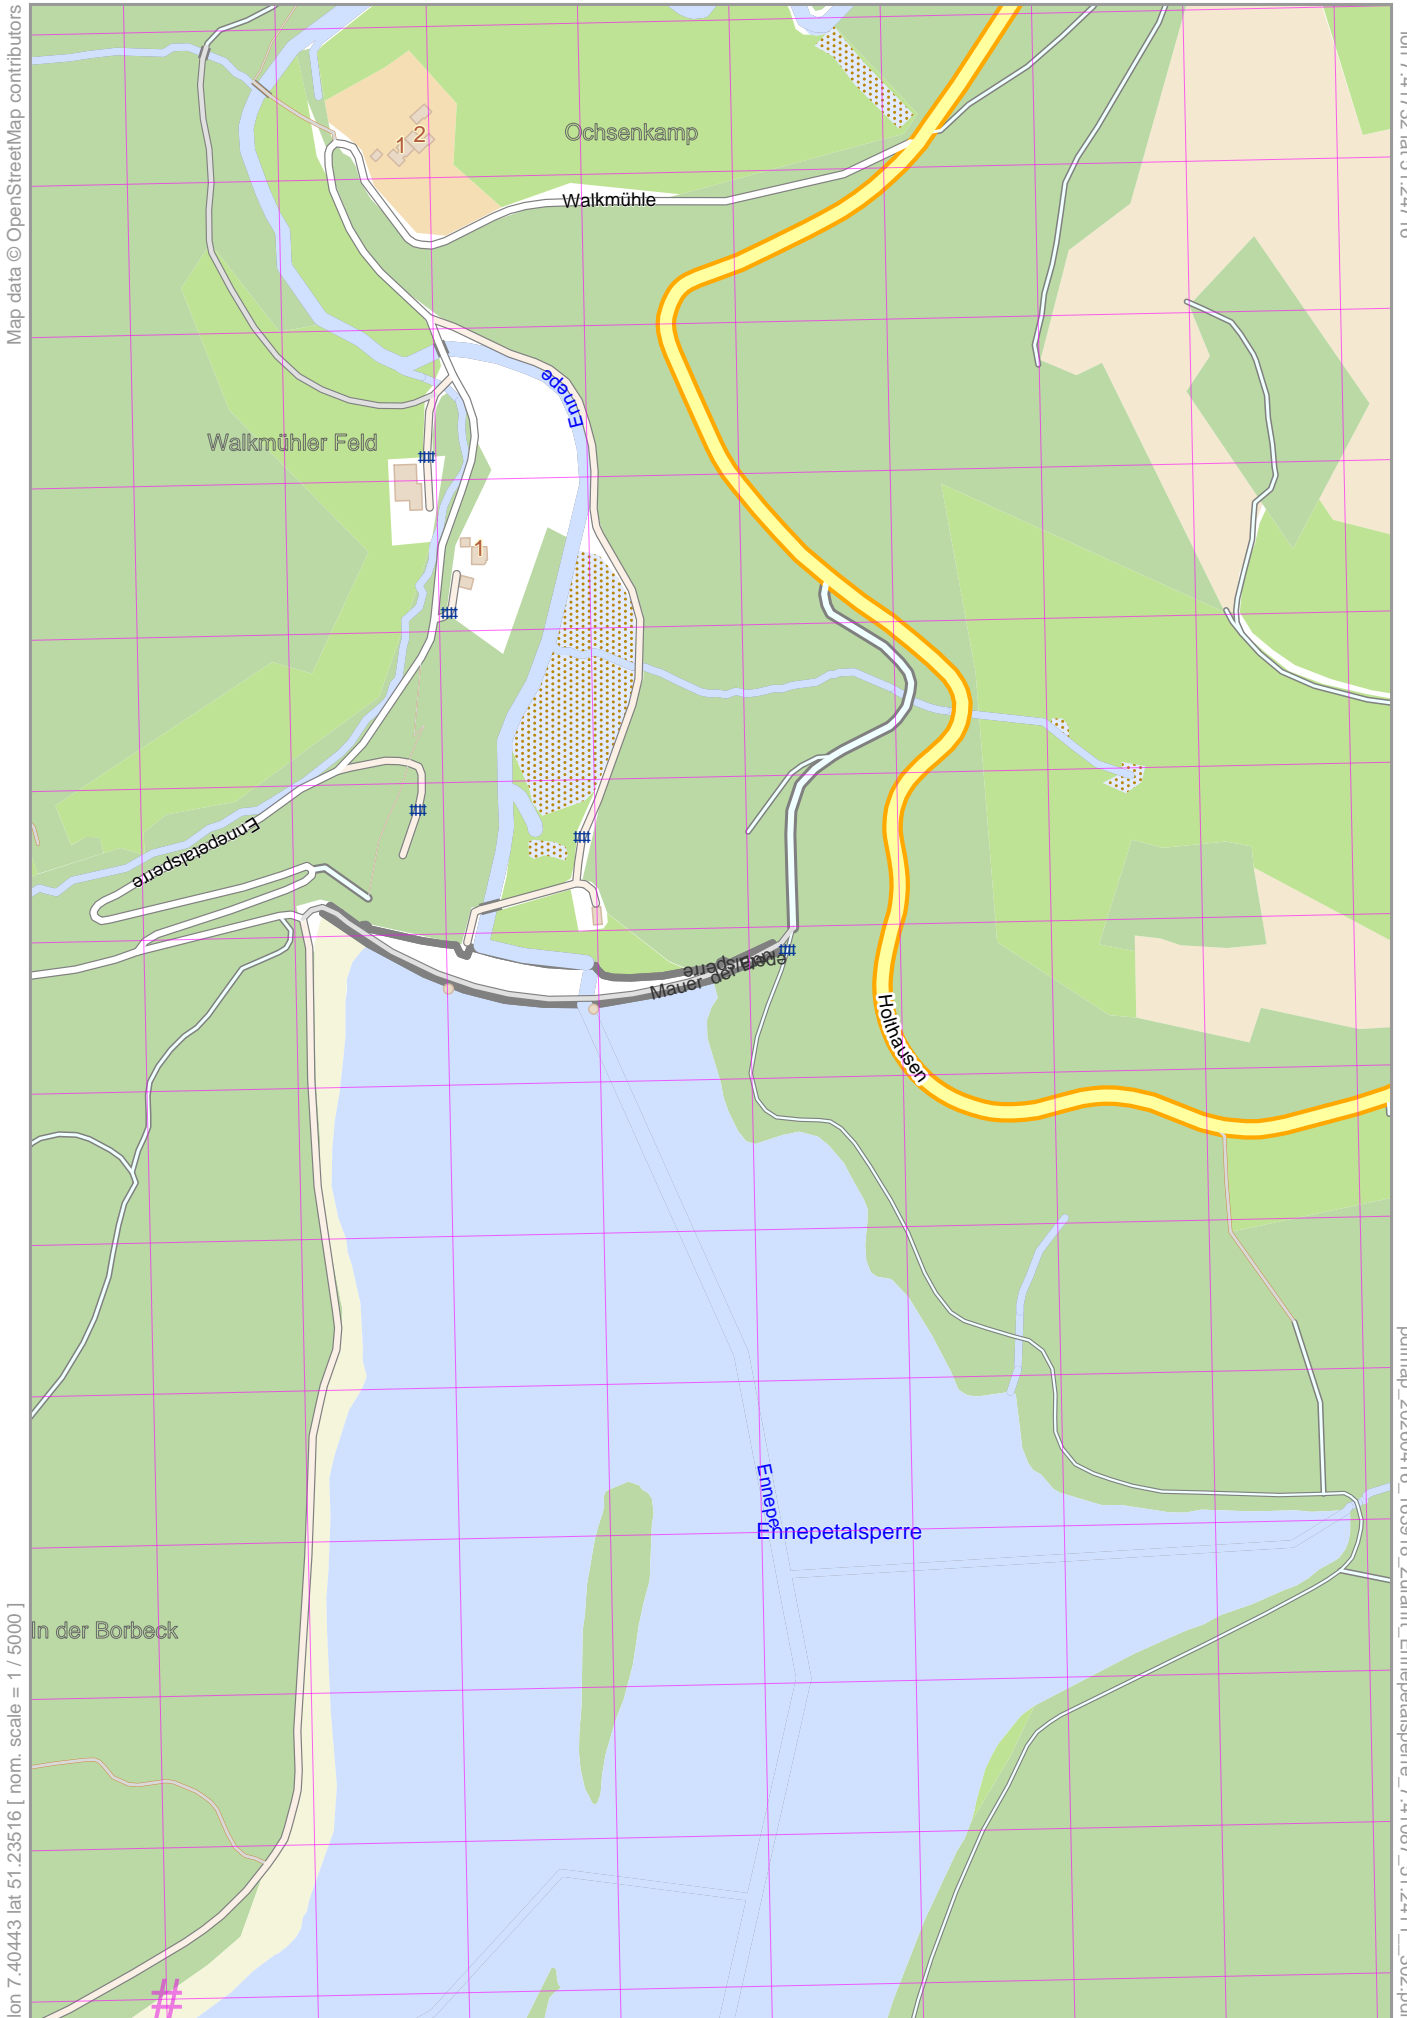 Map data © OpenStreetMap contributors
Ochsenkamp
2
1
Walkmühle
Ennepe
Walkmühler Feld
1
Ennepetalsperre
Mauer der
Holthausen
Ennepe
Ennepetalsperre
In der Borbeck
lon 7.40443 lat 51.23516 [ nom. scale = 1 / 5000 ]
#